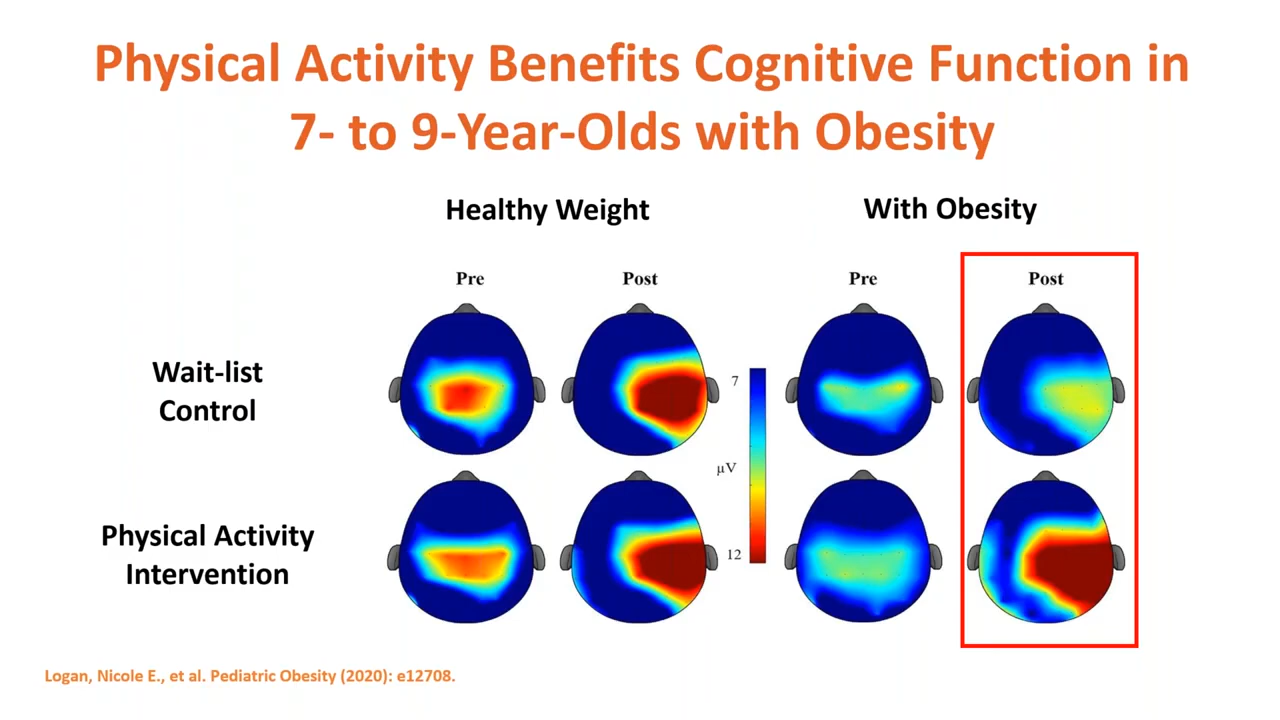 Physical Activity Benefits Cognitive Function in
7- to 9-Year-Olds with Obesity
Healthy Weight
With Obesity
Pre
Post
Pre
Post
Wait-list
Control
7
µV
12
Physical Activity
Intervention
Logan, Nicole E., et al. Pediatric Obesity (2020): e12708.